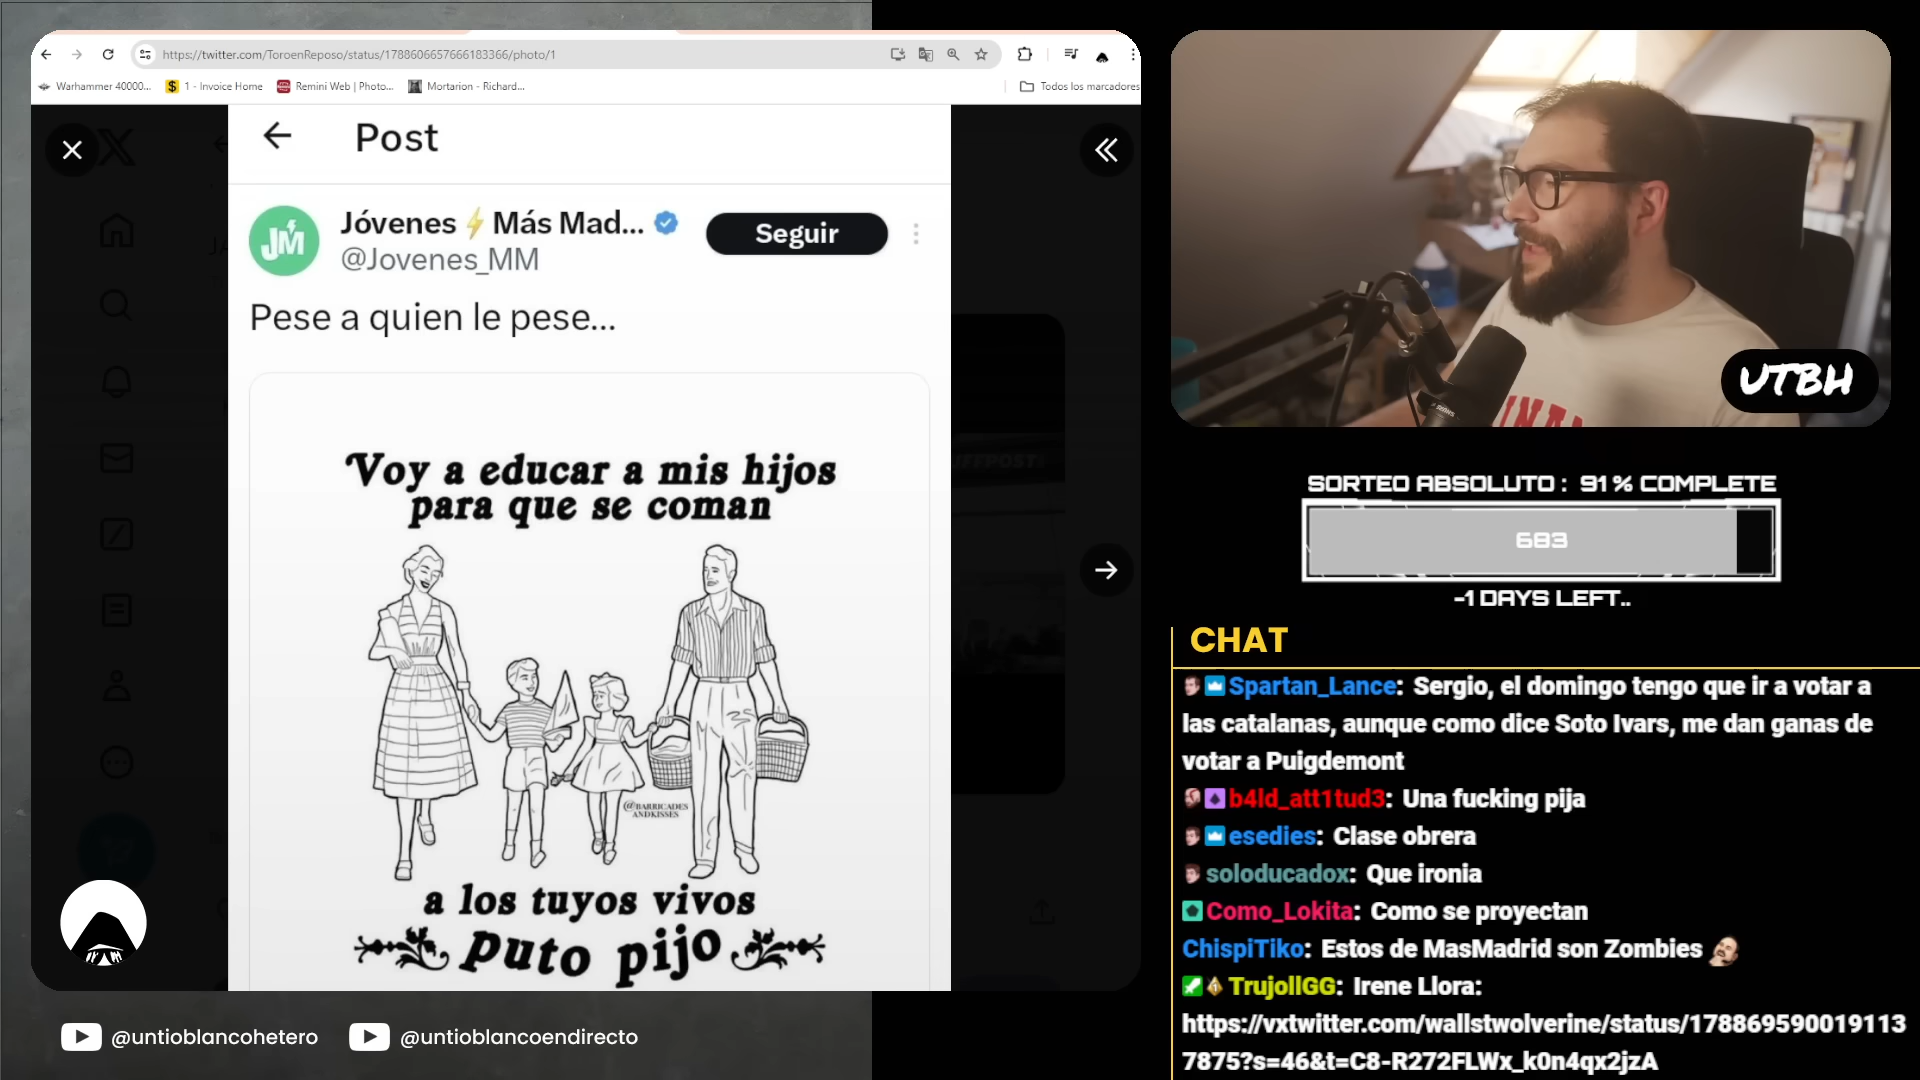 https://twitter.com/ToroenReposo/status/1788606657666183366/photo/1
Warhammer 40000...
1 - Invoice Home
Remini Web | Photo...
Mortarion - Richard...
Todos los marcadores
Post
JM
Jóvenes⚡Más Mad...
@Jovenes_MM
Seguir
Pese a quien le pese...
Voy a educar a mis hijos
para que se coman
@BARRICADES
ANDKISSES
a los tuyos vivos
puto pijo
@untioblancohetero
@untioblancoendirecto
UTBH
SORTEO ABSOLUTO : 91 % COMPLETE
683
-1 DAYS LEFT..
CHAT
Spartan_Lance: Sergio, el domingo tengo que ir a votar a
las catalanas, aunque como dice Soto Ivars, me dan ganas de
votar a Puigdemont
b4ld_att1tud3: Una fucking pija
esedies: Clase obrera
soloducadox: Que ironia
Como_Lokita: Como se proyectan
ChispiTiko: Estos de MasMadrid son Zombies
TrujollGG: Irene Llora:
https://vxtwitter.com/wallstwolverine/status/178869590019113
7875?s=46&t=C8-R272FLWx_k0n4qx2jzA